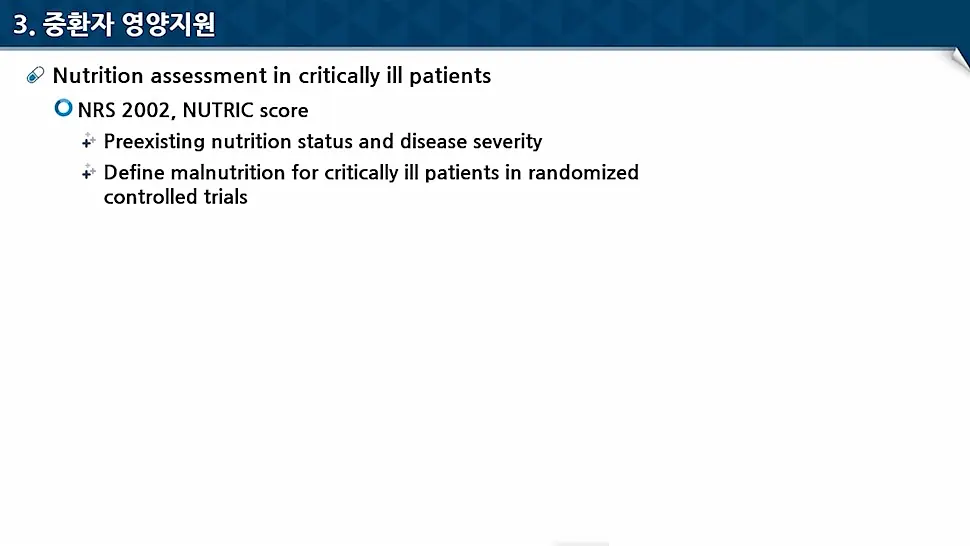 3. 중환자 영양지원
Nutrition assessment in critically ill patients
NRS 2002, NUTRIC score
Preexisting nutrition status and disease severity
Define malnutrition for critically ill patients in randomized
controlled trials